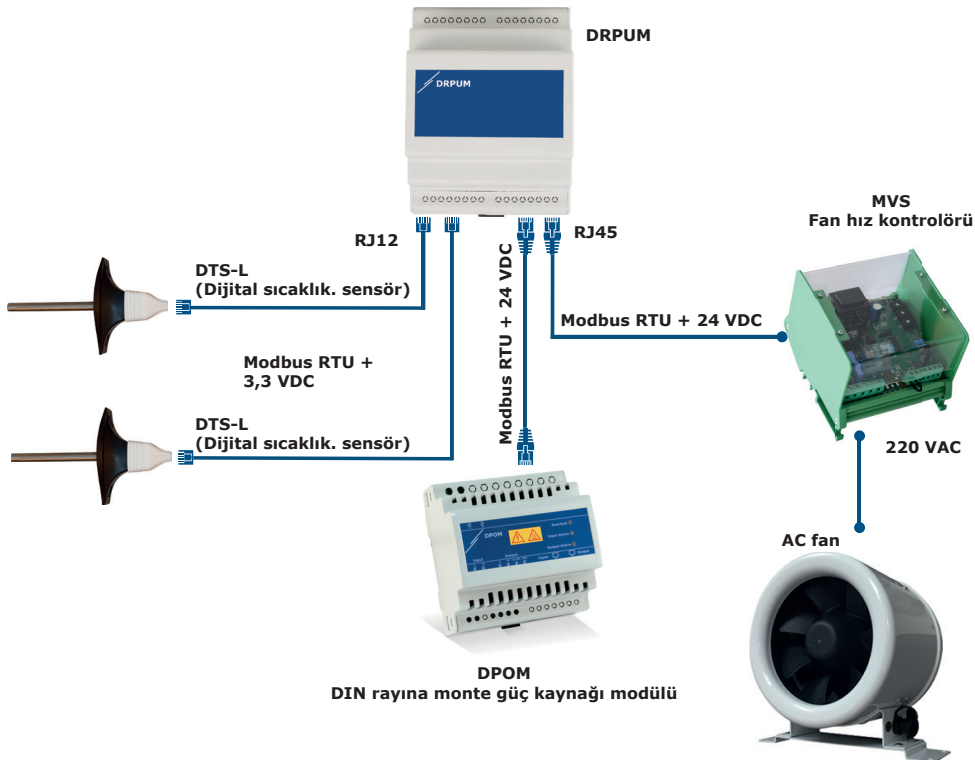 DRPUM
DRPUM
MVS
Fan hız kontrolörü
RJ12
RJ45
DTS-L
(Dijital sıcaklık. sensör)
Modbus RTU + 24 VDC
Modbus RTU + 24 VDC
Modbus RTU +
3,3 VDC
DTS-L
(Dijital sıcaklık. sensör)
220 VAC
DPOM
AC fan
DPOM
DIN rayına monte güç kaynağı modülü